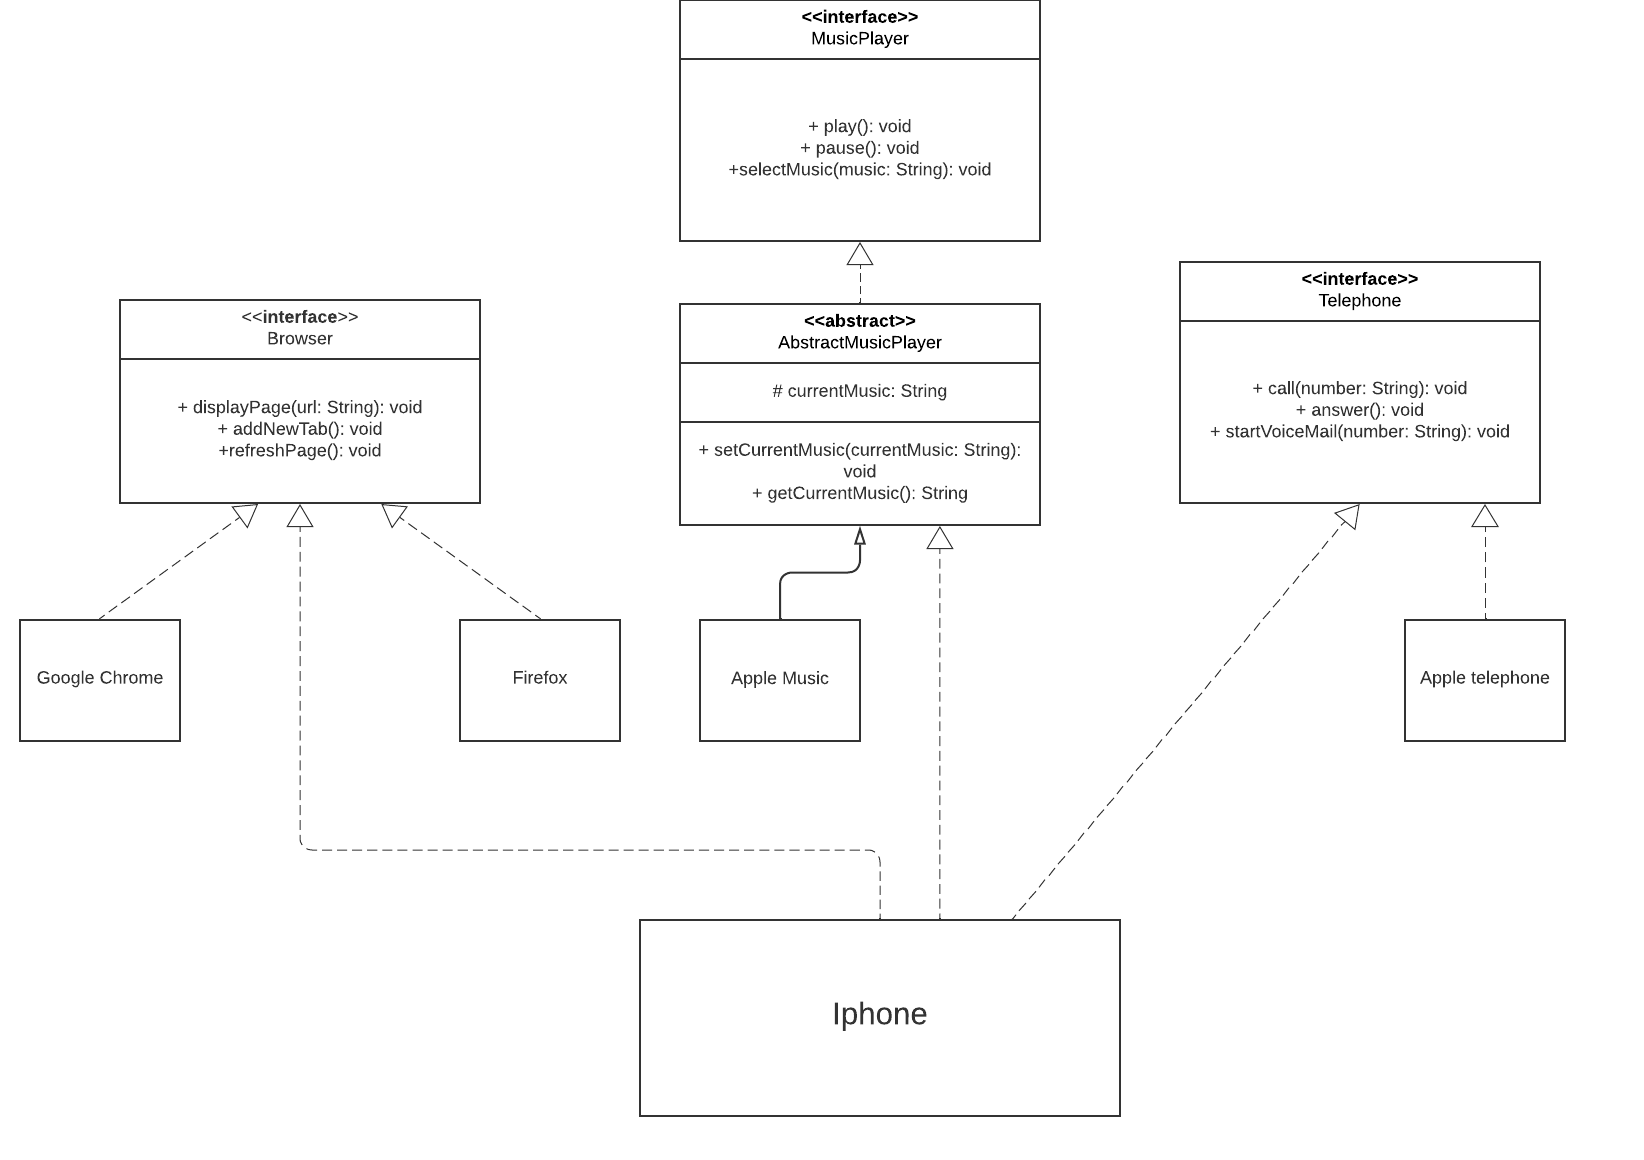 <<interface>>
MusicPlayer
+ play(): void
+ pause(): void
+selectMusic(music: String): void
<<interface>>
Telephone
+ call(number: String): void
+ answer(): void
+ startVoiceMail(number: String): void
<<interface>>
Browser
+ displayPage(url: String): void
+ addNewTab(): void
+refreshPage(): void
<<abstract>>
AbstractMusicPlayer
# currentMusic: String
+ setCurrentMusic(currentMusic: String):
void
+ getCurrentMusic(): String
Google Chrome
Firefox
Apple Music
Apple telephone
Iphone